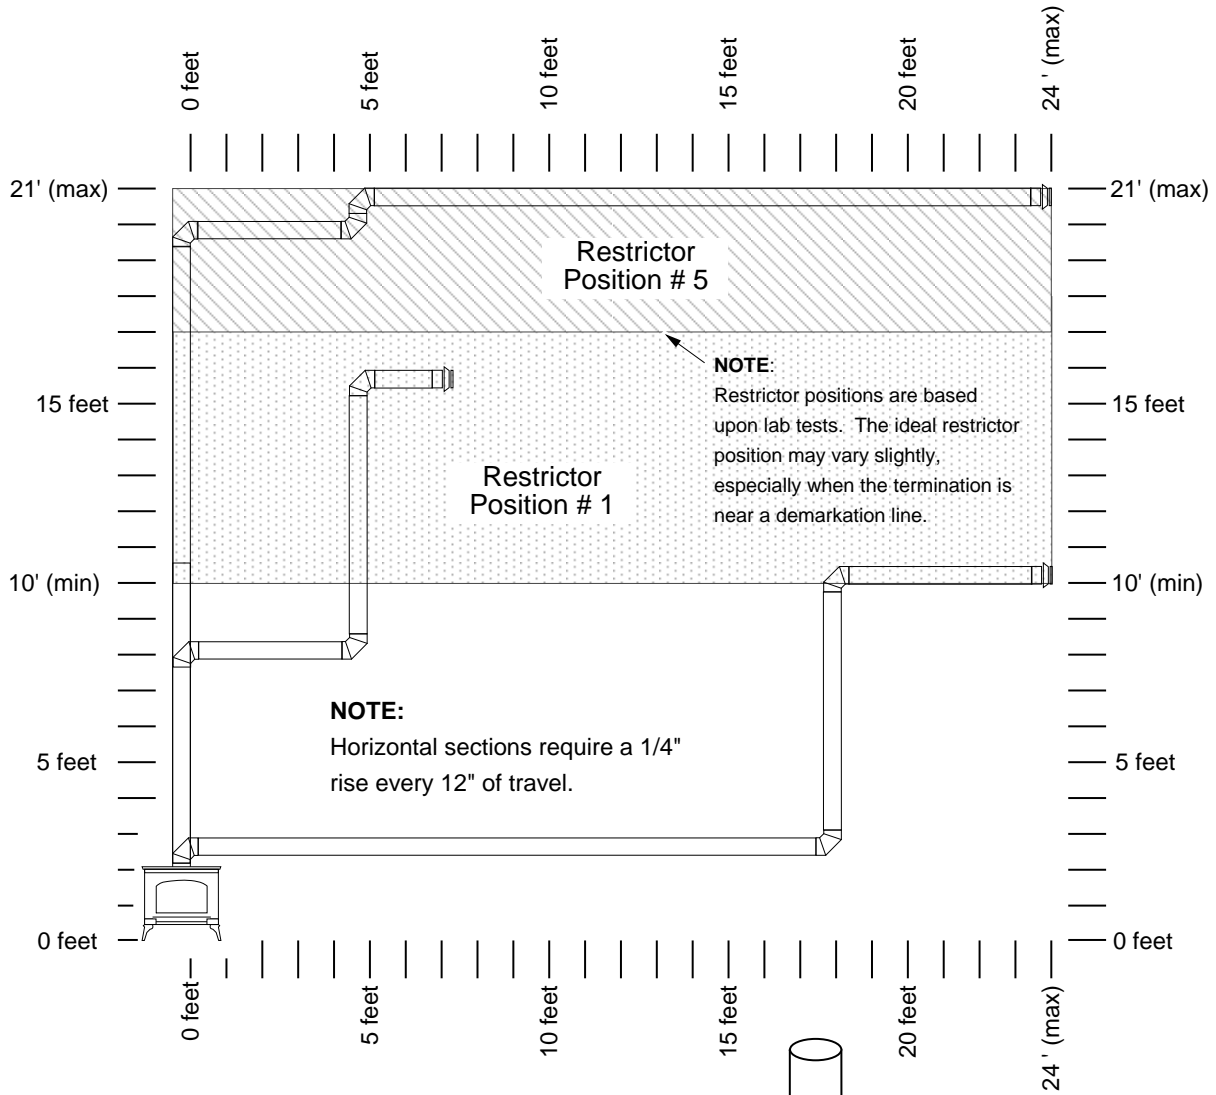 0 feet
5 feet
10 feet
15 feet
20 feet
24 ' (max)
21' (max)
21' (max)
Restrictor
Position # 5
NOTE:
Restrictor positions are based
upon lab tests.  The ideal restrictor
position may vary slightly,
especially when the termination is
near a demarkation line.
15 feet
15 feet
Restrictor
Position # 1
10' (min)
10' (min)
NOTE:
Horizontal sections require a 1/4"
rise every 12" of travel.
5 feet
5 feet
0 feet
0 feet
0 feet
5 feet
10 feet
15 feet
20 feet
24 ' (max)